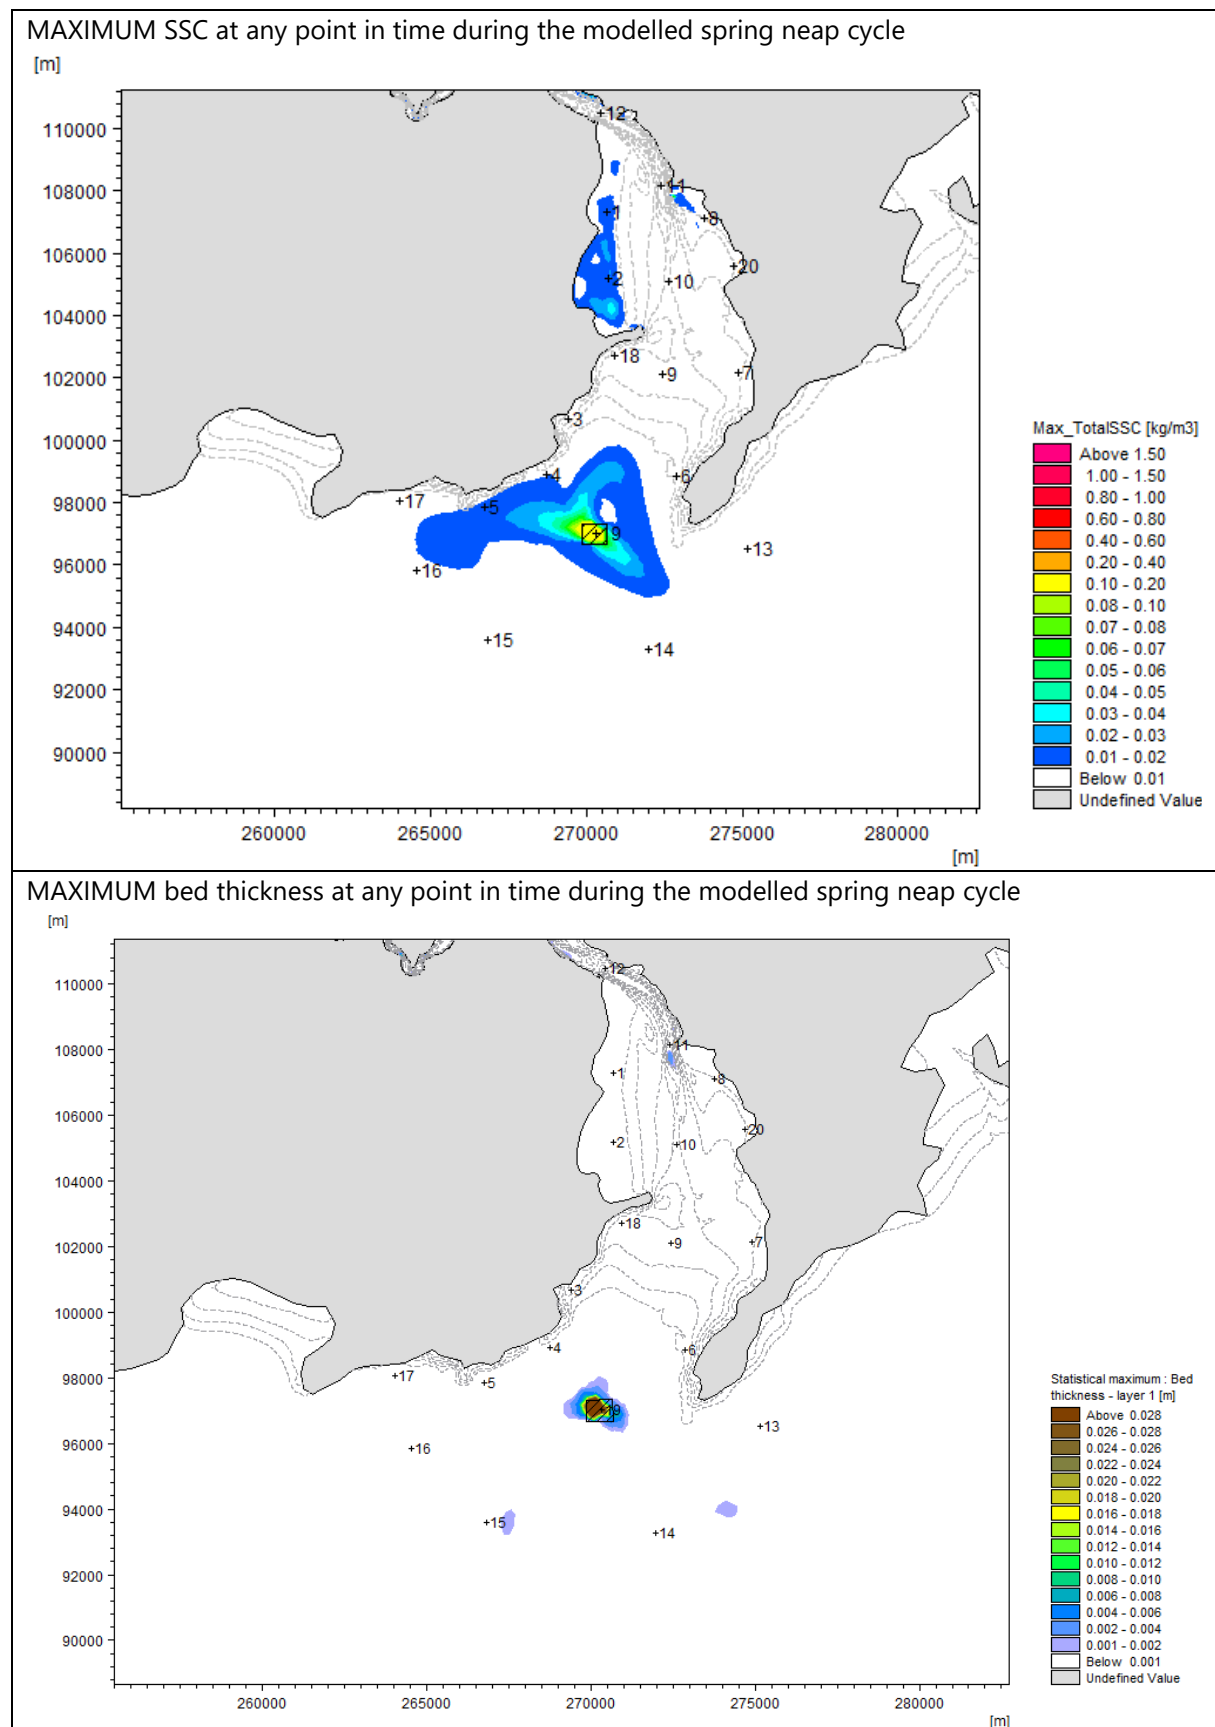 MAXIMUM SSC at any point in time during the modelled spring neap cycle
[m]
110000
108000
106000
104000
102000
100000
98000
96000
94000
92000
90000
+12
+11
+1
+8
+2
+10
+20
+18
+9
+7
+3
+4
+6
+17
+5
+19
+13
+16
+15
+14
260000 265000 270000 275000 280000
[m]
Max_TotalSSC [kg/m3]
Above 1.50
1.00 - 1.50
0.80 - 1.00
0.60 - 0.80
0.40 - 0.60
0.20 - 0.40
0.10 - 0.20
0.08 - 0.10
0.07 - 0.08
0.06 - 0.07
0.05 - 0.06
0.04 - 0.05
0.03 - 0.04
0.02 - 0.03
0.01 - 0.02
Below 0.01
Undefined Value
MAXIMUM bed thickness at any point in time during the modelled spring neap cycle
[m]
110000
108000
106000
104000
102000
100000
98000
96000
94000
92000
90000
+12
+11
+1
+8
+20
+2
+10
+18
+9
+7
+3
+4
+6
+17
+5
+19
+13
+16
+15
+14
260000 265000 270000 275000 280000
[m]
Statistical maximum : Bed
thickness - layer 1 [m]
Above 0.028
0.026 - 0.028
0.024 - 0.026
0.022 - 0.024
0.020 - 0.022
0.018 - 0.020
0.016 - 0.018
0.014 - 0.016
0.012 - 0.014
0.010 - 0.012
0.008 - 0.010
0.006 - 0.008
0.004 - 0.006
0.002 - 0.004
0.001 - 0.002
Below 0.001
Undefined Value